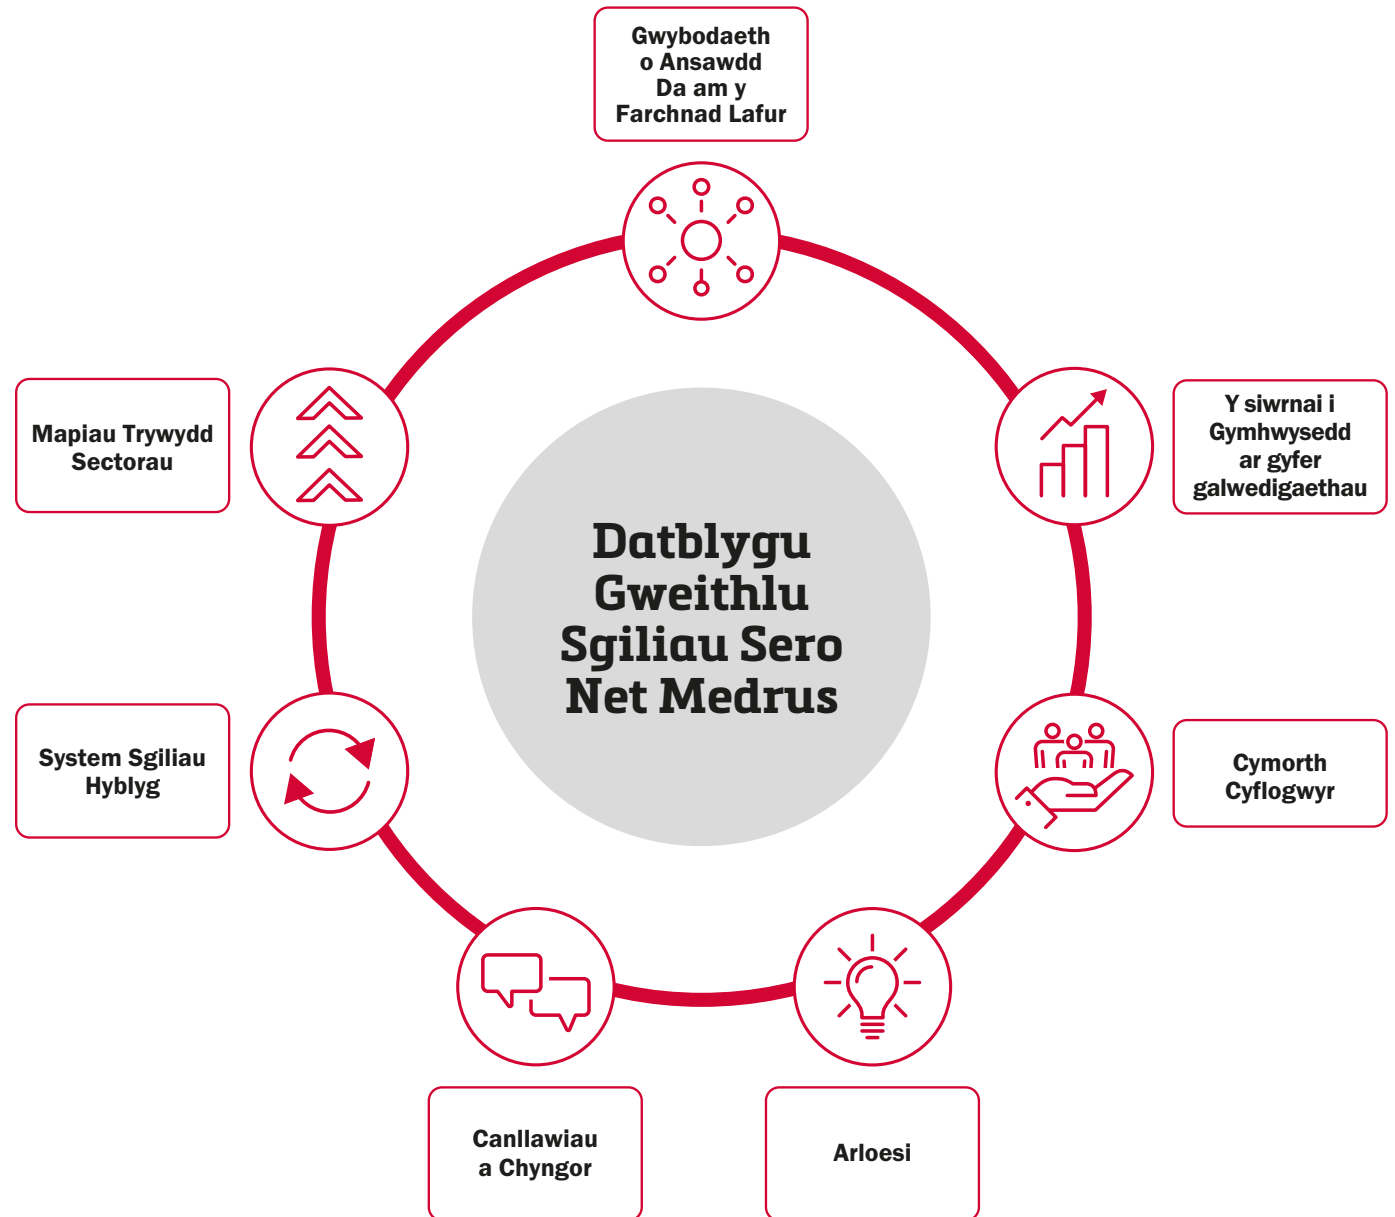 Gwybodaeth
o Ansawdd
Da am y
Farchnad Lafur
Mapiau Trywydd
Sectorau
Y siwrnai i
Gymhwysedd
ar gyfer
galwedigaethau
Datblygu
Gweithlu
Sgiliau Sero
Net Medrus
System Sgiliau
Hyblyg
Cymorth
Cyflogwyr
Canllawiau
a Chyngor
Arloesi